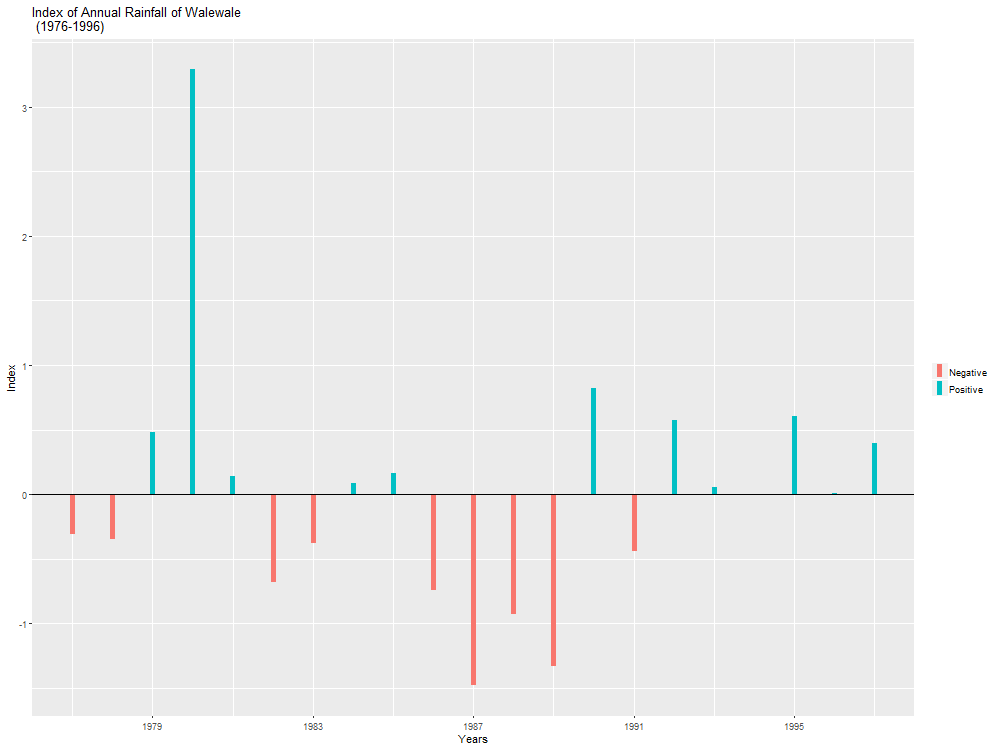 Index of Annual Rainfall of Walewale
(1976-1996)
3
2
1
0
-1
Index
1979
1983
1987
1991
1995
Years
Negative
Positive